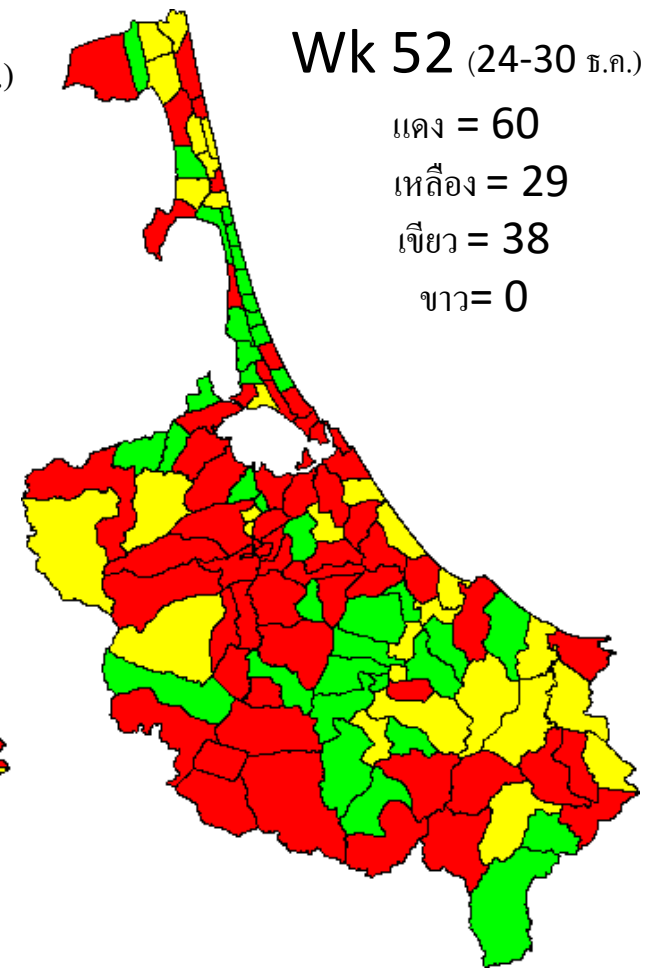 Wk 52 (24-30 ธ.ค.)
.)
แดง = 60
เหลือง = 29
เขียว = 38
ขาว= 0